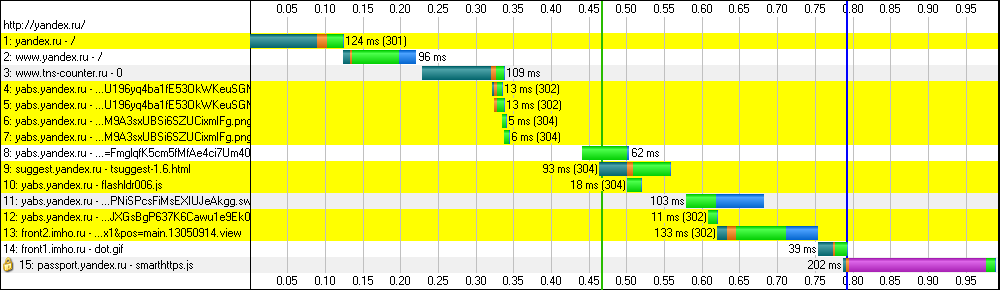 0.05 0.10 0.15 0.20 0.25 0.30 0.35 0.40 0.45 0.50 0.55 0.60 0.65 0.70 0.75 0.80 0.85 0.90 0.95
http://yandex.ru/
1: yandex.ru - / 124 ms (301)
2: www.yandex.ru - / 96 ms
3: www.tns-counter.ru - 0 109 ms
4: yabs.yandex.ru - ...U196yq4ba1fE53OkWKeuSGN 13 ms (302)
5: yabs.yandex.ru - ...U196yq4ba1fE53OkWKeuSGN 13 ms (302)
6: yabs.yandex.ru - ...M9A3sxUBSi6SZUCixmIFg.png 5 ms (304)
7: yabs.yandex.ru - ...M9A3sxUBSi6SZUCixmIFg.png 6 ms (304)
8: yabs.yandex.ru - ...=FmglqfK5cm5fMfAe4ci7Um40 62 ms
9: suggest.yandex.ru - tsuggest-1.6.html 93 ms (304)
10: yabs.yandex.ru - flashldr006.js 18 ms (304)
11: yabs.yandex.ru - ...PNiSPcsFiMsEXIUJeAkgg.sw 103 ms
12: yabs.yandex.ru - ...JXGsBgP637K6Cawu1e9Ek0 11 ms (302)
13: front2.imho.ru - ...x1&pos=main.13050914.view 133 ms (302)
14: front1.imho.ru - dot.gif 39 ms
15: passport.yandex.ru - smarthttps.js 202 ms
0.05 0.10 0.15 0.20 0.25 0.30 0.35 0.40 0.45 0.50 0.55 0.60 0.65 0.70 0.75 0.80 0.85 0.90 0.95